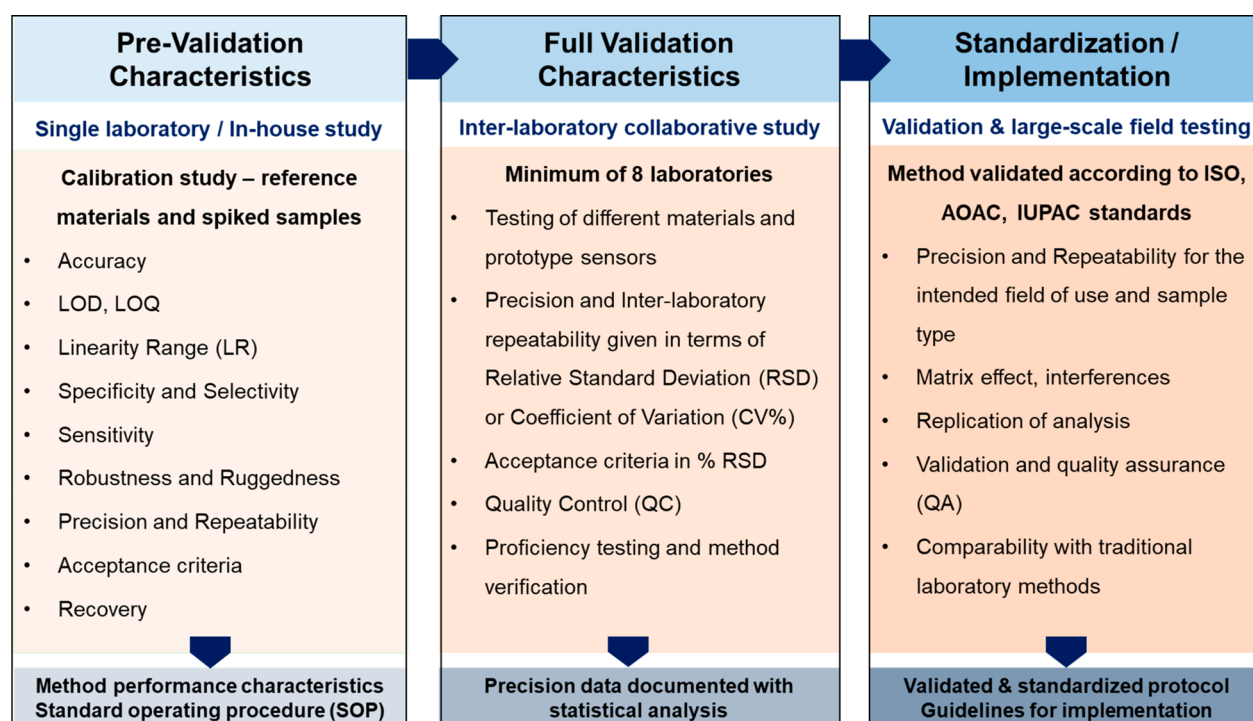 Pre-Validation
Characteristics
Single laboratory / In-house study
Calibration study – reference
materials and spiked samples
• Accuracy
• LOD, LOQ
• Linearity Range (LR)
• Specificity and Selectivity
• Sensitivity
• Robustness and Ruggedness
• Precision and Repeatability
• Acceptance criteria
• Recovery
Method performance characteristics
Standard operating procedure (SOP)
Full Validation
Characteristics
Inter-laboratory collaborative study
Minimum of 8 laboratories
• Testing of different materials and
prototype sensors
• Precision and Inter-laboratory
repeatability given in terms of
Relative Standard Deviation (RSD)
or Coefficient of Variation (CV%)
• Acceptance criteria in % RSD
• Quality Control (QC)
• Proficiency testing and method
verification
Precision data documented with
statistical analysis
Standardization /
Implementation
Validation & large-scale field testing
Method validated according to ISO,
AOAC, IUPAC standards
• Precision and Repeatability for the
intended field of use and sample
type
• Matrix effect, interferences
• Replication of analysis
• Validation and quality assurance
(QA)
• Comparability with traditional
laboratory methods
Validated & standardized protocol
Guidelines for implementation